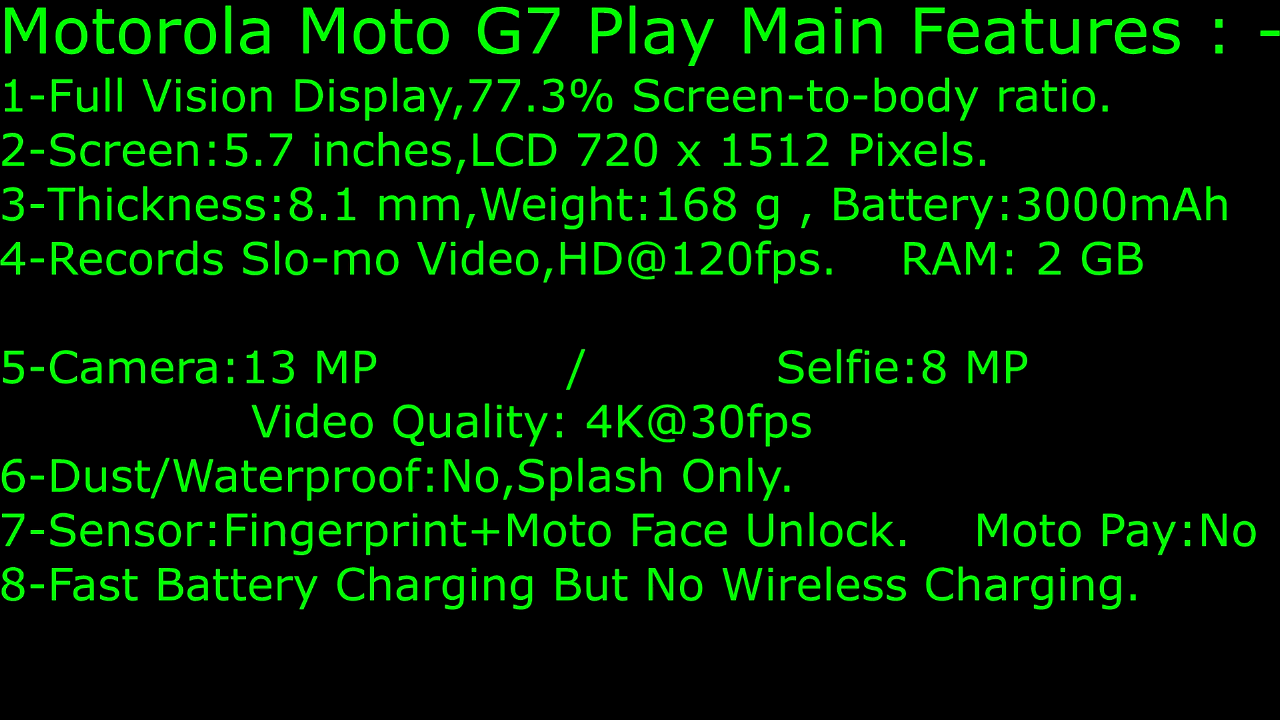 Motorola Moto G7 Play Main Features : -
1-Full Vision Display,77.3% Screen-to-body ratio.
2-Screen:5.7 inches,LCD 720 x 1512 Pixels.
3-Thickness:8.1 mm,Weight:168 g , Battery:3000mAh
4-Records Slo-mo Video,HD@120fps. RAM: 2 GB
5-Camera:13 MP / Selfie:8 MP
Video Quality: 4K@30fps
6-Dust/Waterproof:No,Splash Only.
7-Sensor:Fingerprint+Moto Face Unlock. Moto Pay:No
8-Fast Battery Charging But No Wireless Charging.